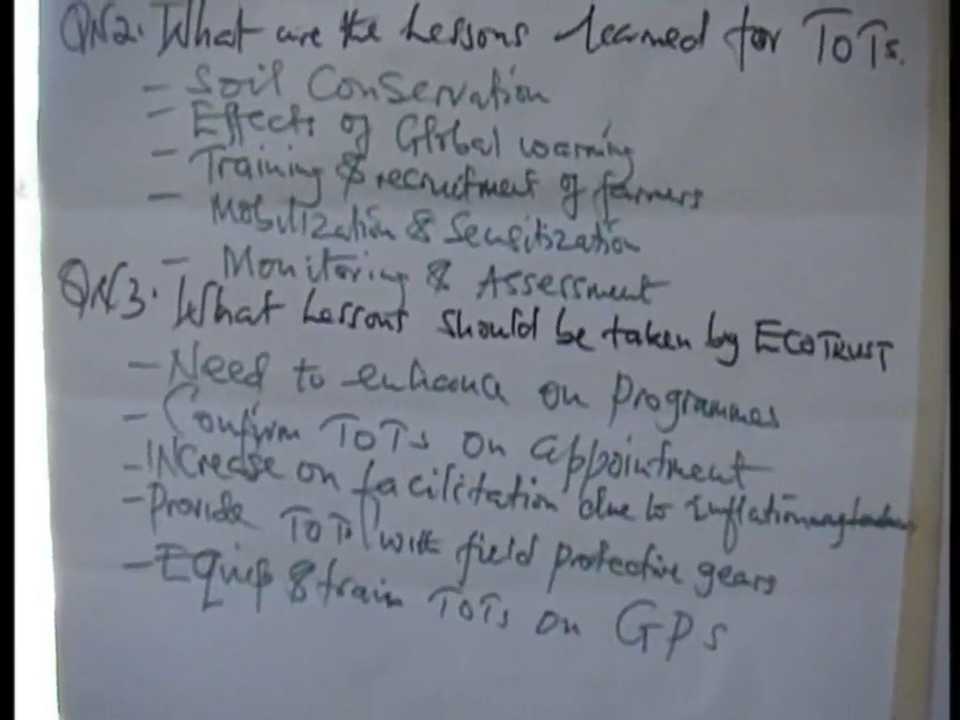 QN2. What are the Lessons learned for ToTs.
- Soil Conservation
- Effects of Global warming
- Training & recruitment of farmers
- Mobilization & Sensitization
- Monitoring & Assessment
QN3. What Lessons should be taken by ECOTRUST
- Need to enhance on programmes
- Confirm ToTs on appointment
- INCrease on facilitation due to inflationary
- Provide ToTs with field protective gears
- Equip & train ToTs on GPs